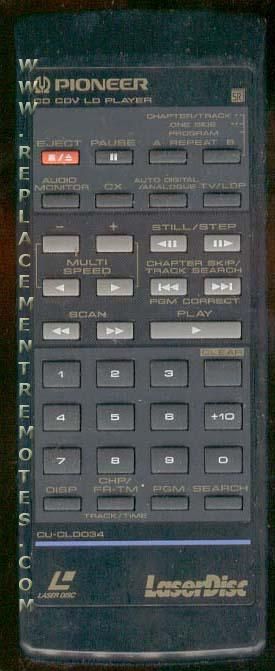 WWW.REPLACEMENTREMOTES.COM
PIONEER
CD CDV LD PLAYER
SR
CHAPTER/TRACK
ONE SIDE
PROGRAM
EJECT PAUSE A REPEAT B
AUDIO MONITOR
CX
AUTO DIGITAL /ANALOGUE
TV/LDP
- +
STILL/STEP
MULTI SPEED
CHAPTER SKIP/ TRACK SEARCH
PGM CORRECT
SCAN
PLAY
CLEAR
1 2 3
4 5 6 +10
7 8 9 0
DISP
CHP/ FR-TM
PGM
SEARCH
TRACK/TIME
CU-CLD034
LASER DISC
LaserDisc